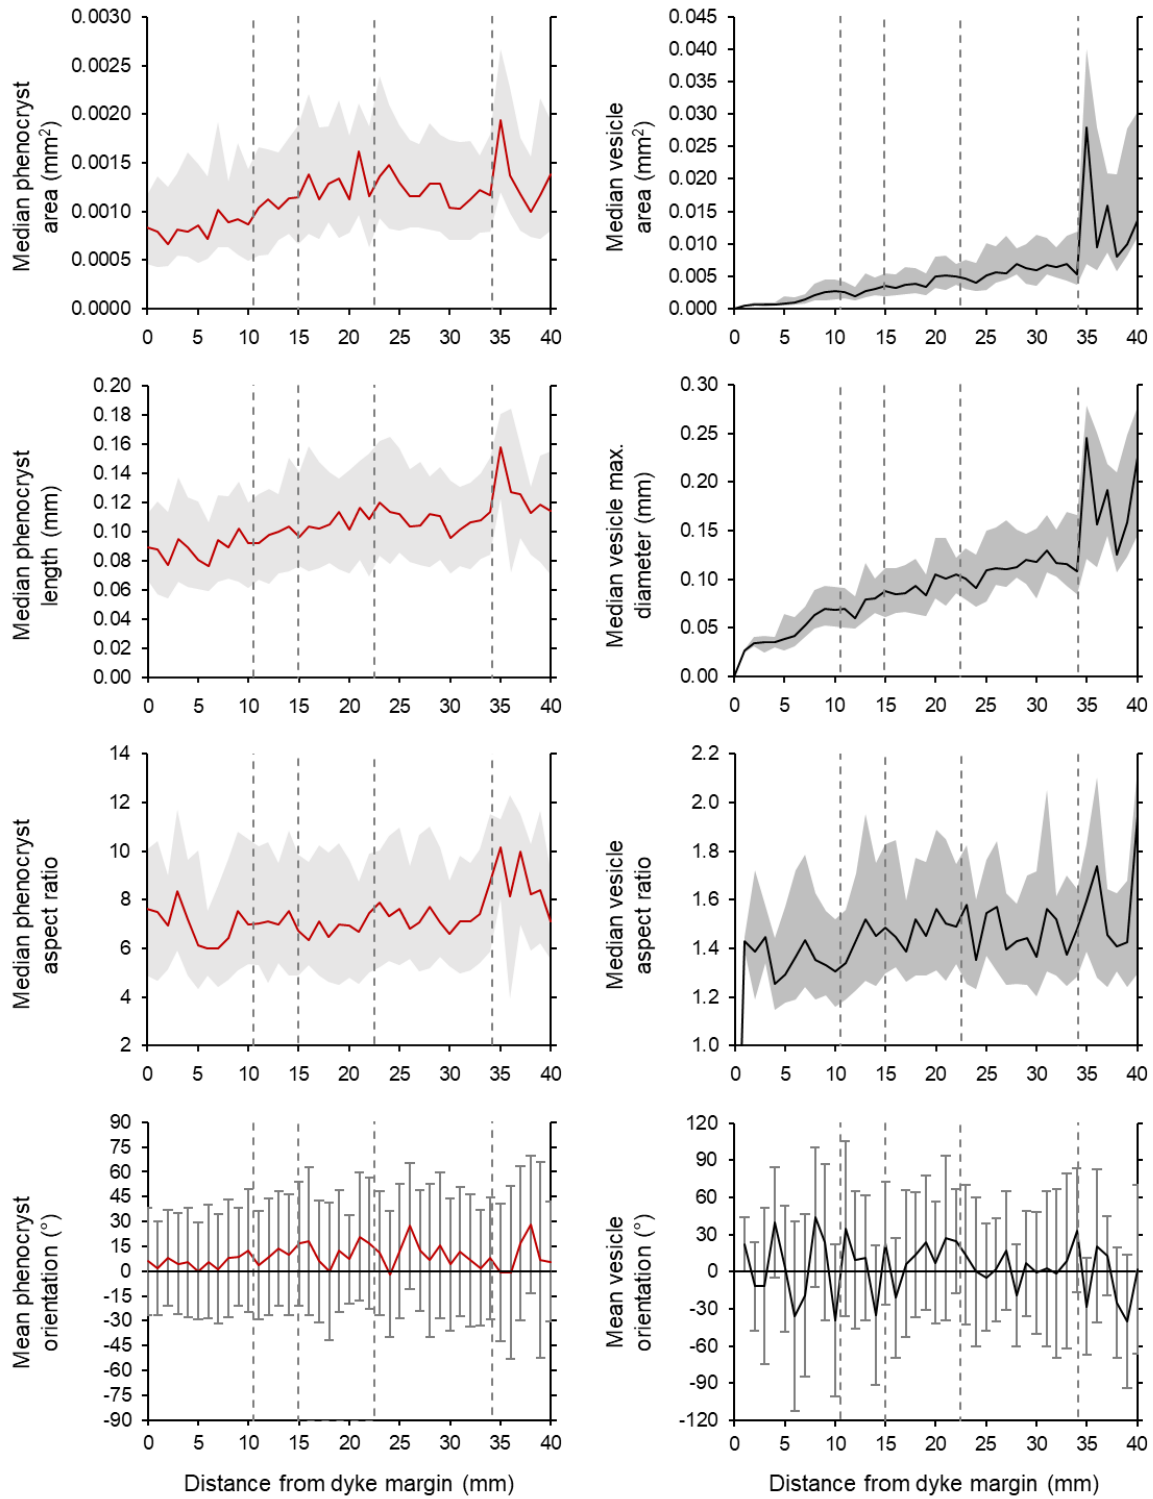 Median phenocryst
area (mm²)
0.0030
0.0025
0.0020
0.0015
0.0010
0.0005
0.0000
0 5 10 15 20 25 30 35 40
Median vesicle
area (mm²)
0.045
0.040
0.035
0.030
0.025
0.020
0.015
0.010
0.005
0.000
0 5 10 15 20 25 30 35 40
Median phenocryst
length (mm)
0.20
0.18
0.16
0.14
0.12
0.10
0.08
0.06
0.04
0.02
0.00
0 5 10 15 20 25 30 35 40
Median vesicle max.
diameter (mm)
0.30
0.25
0.20
0.15
0.10
0.05
0.00
0 5 10 15 20 25 30 35 40
Median phenocryst
aspect ratio
14
12
10
8
6
4
2
0 5 10 15 20 25 30 35 40
Median vesicle
aspect ratio
2.2
2.0
1.8
1.6
1.4
1.2
1.0
0 5 10 15 20 25 30 35 40
Mean phenocryst
orientation (°)
90
75
60
45
30
15
0
-15
-30
-45
-60
-75
-90
0 5 10 15 20 25 30 35 40
Distance from dyke margin (mm)
Mean vesicle
orientation (°)
120
90
60
30
0
-30
-60
-90
-120
0 5 10 15 20 25 30 35 40
Distance from dyke margin (mm)